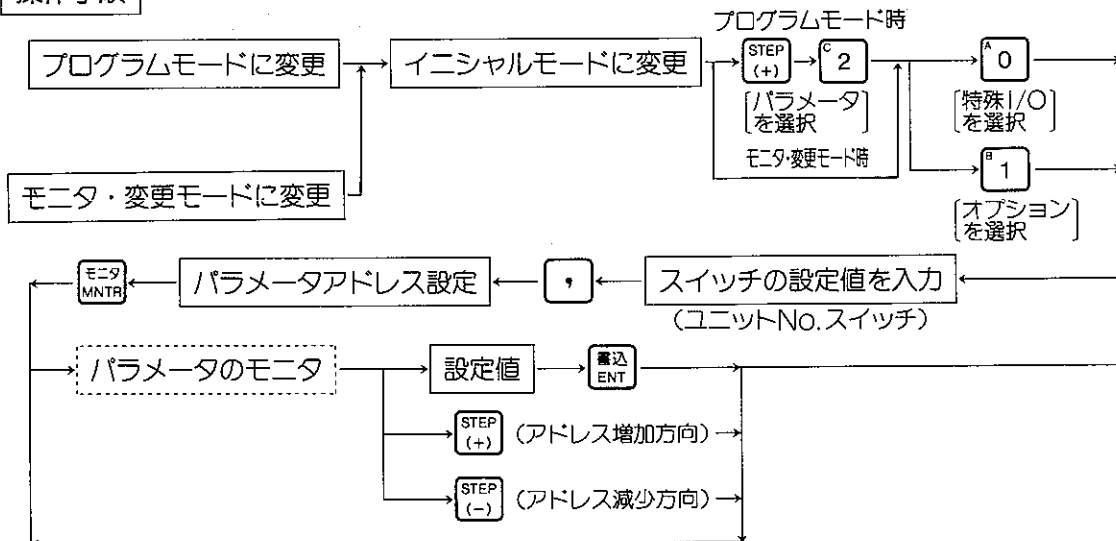 操作手順
プログラムモード時
プログラムモードに変更
イニシャルモードに変更
STEP
(+)
C
2
A
0
[パラメータ
を選択]
[特殊I/O
を選択]
モニタ・変更モード時
モニタ・変更モードに変更
B
1
[オプション
を選択]
モニタ
MNTR
パラメータアドレス設定
,
スイッチの設定値を入力
(ユニットNo.スイッチ)
パラメータのモニタ
設定値
書込
ENT
STEP
(+)
(アドレス増加方向)
STEP
(−)
(アドレス減少方向)